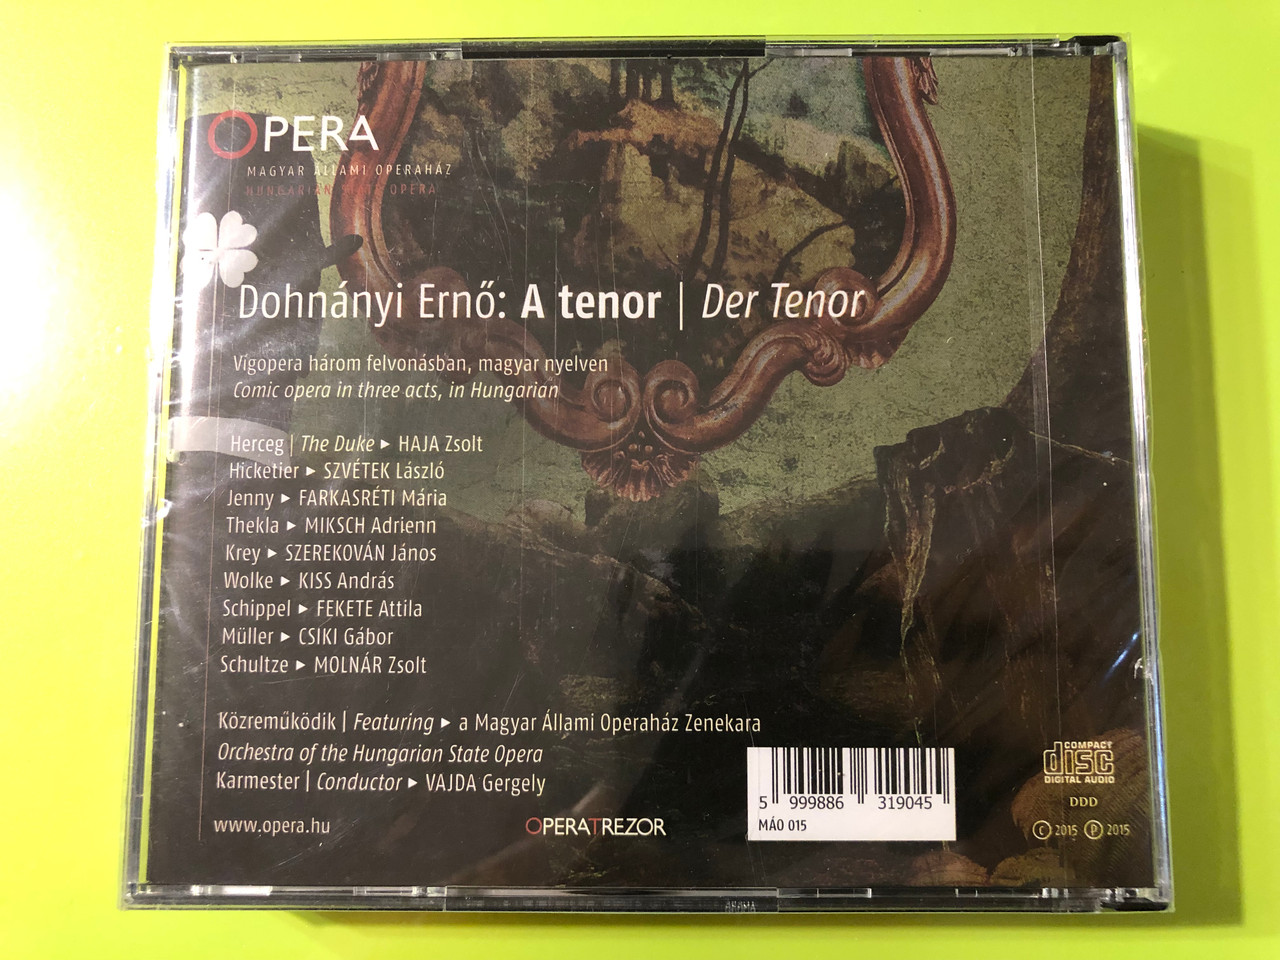 OPERA
MAGYAR ÁLLAMI OPERAHÁZ
HUNGARIAN STATE OPERA
Dohnányi Ernő: A tenor | Der Tenor
Vígopera három felvonásban, magyar nyelven
Comic opera in three acts, in Hungarian
Herceg | The Duke ▸ HAJA Zsolt
Hicketier ▸ SZVÉTEK László
Jenny ▸ FARKASRÉTI Mária
Thekla ▸ MIKSCH Adrienn
Krey ▸ SZEREKOVÁN János
Wolke ▸ KISS András
Schippel ▸ FEKETE Attila
Müller ▸ CSIKI Gábor
Schultze ▸ MOLNÁR Zsolt
Közreműködik | Featuring ▸ a Magyar Állami Operaház Zenekara
Orchestra of the Hungarian State Opera
Karmester | Conductor ▸ VAJDA Gergely
www.opera.hu
OPERATREZOR
5 999886 319045
MÁO 015
COMPACT
disc
DIGITAL AUDIO
DDD
© 2015 ℗ 2015